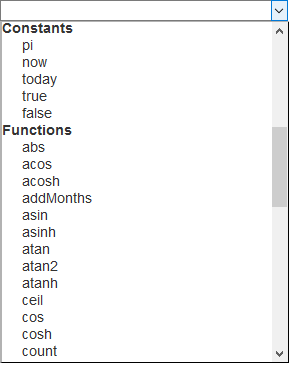 Constants
pi
now
today
true
false
Functions
abs
acos
acosh
addMonths
asin
asinh
atan
atan2
atanh
ceil
cos
cosh
count